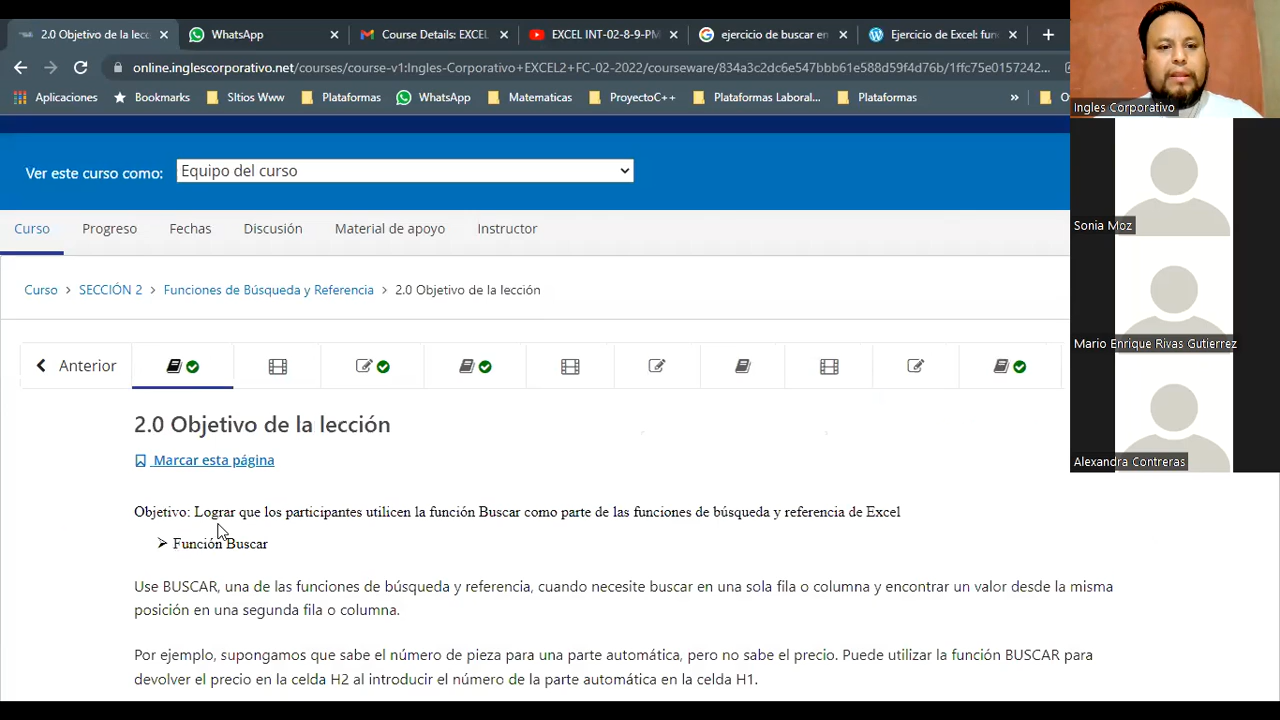 2.0 Objetivo de la lecc
WhatsApp
Course Details: EXCEL
EXCEL INT-02-8-9-PM
ejercicio de buscar en
Ejercicio de Excel: fun
online.inglescorporativo.net/courses/course-v1:Ingles-Corporativo+EXCEL2+FC-02-2022/courseware/834a3c2dc6e547bbb61e588d59f4d76b/1ffc75e0157242...
Aplicaciones
Bookmarks
SItios Www
Plataformas
WhatsApp
Matematicas
ProyectoC++
Plataformas Laboral...
Plataformas
»
Ver este curso como:
Equipo del curso
Curso
Progreso
Fechas
Discusión
Material de apoyo
Instructor
Curso > SECCIÓN 2 > Funciones de Búsqueda y Referencia > 2.0 Objetivo de la lección
Anterior
2.0 Objetivo de la lección
Marcar esta página
Objetivo: Lograr que los participantes utilicen la función Buscar como parte de las funciones de búsqueda y referencia de Excel
➢ Función Buscar
Use BUSCAR, una de las funciones de búsqueda y referencia, cuando necesite buscar en una sola fila o columna y encontrar un valor desde la misma
posición en una segunda fila o columna.
Por ejemplo, supongamos que sabe el número de pieza para una parte automática, pero no sabe el precio. Puede utilizar la función BUSCAR para
devolver el precio en la celda H2 al introducir el número de la parte automática en la celda H1.
Ingles Corporativo
Sonia Moz
Mario Enrique Rivas Gutierrez
Alexandra Contreras